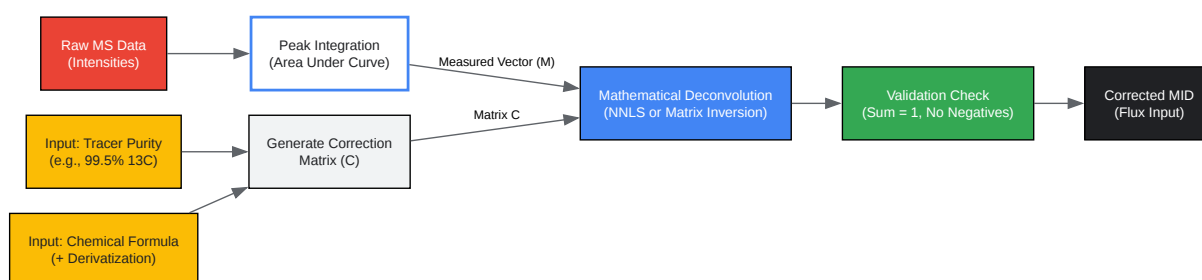 Raw MS Data
(Intensities)
Peak Integration
(Area Under Curve)
Measured Vector (M)
Input: Tracer Purity
(e.g., 99.5% 13C)
Generate Correction
Matrix (C)
Matrix C
Input: Chemical Formula
(+ Derivatization)
Mathematical Deconvolution
(NNLS or Matrix Inversion)
Validation Check
(Sum = 1, No Negatives)
Corrected MID
(Flux Input)